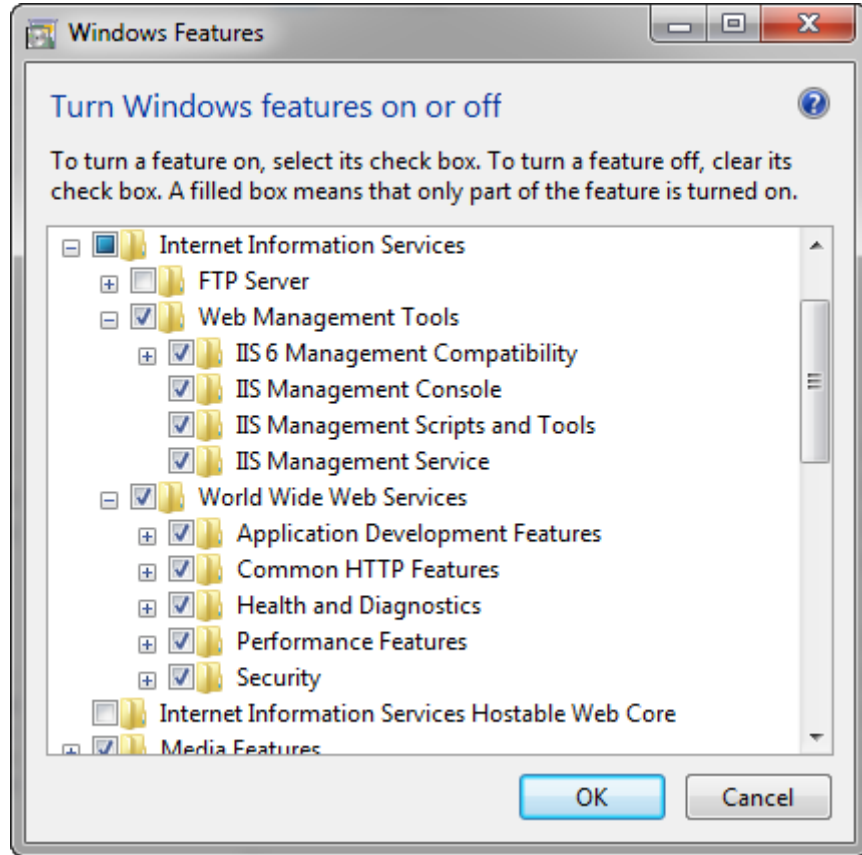 Windows Features
Turn Windows features on or off
To turn a feature on, select its check box. To turn a feature off, clear its
check box. A filled box means that only part of the feature is turned on.
Internet Information Services
FTP Server
Web Management Tools
IIS 6 Management Compatibility
IIS Management Console
IIS Management Scripts and Tools
IIS Management Service
World Wide Web Services
Application Development Features
Common HTTP Features
Health and Diagnostics
Performance Features
Security
Internet Information Services Hostable Web Core
Media Features
OK
Cancel